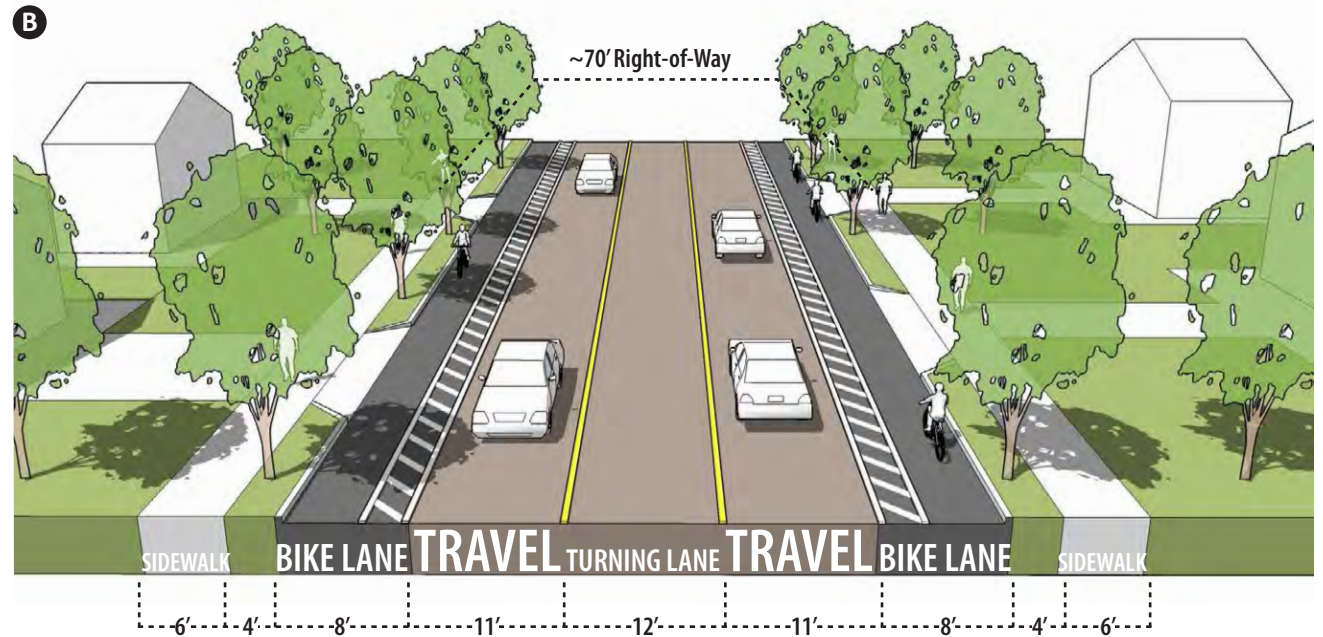 B
~70’ Right-of-Way
SIDEWALK BIKE LANE TRAVEL TURNING LANE TRAVEL BIKE LANE SIDEWALK
6’ 4’ 8’ 11’ 12’ 11’ 8’ 4’ 6’